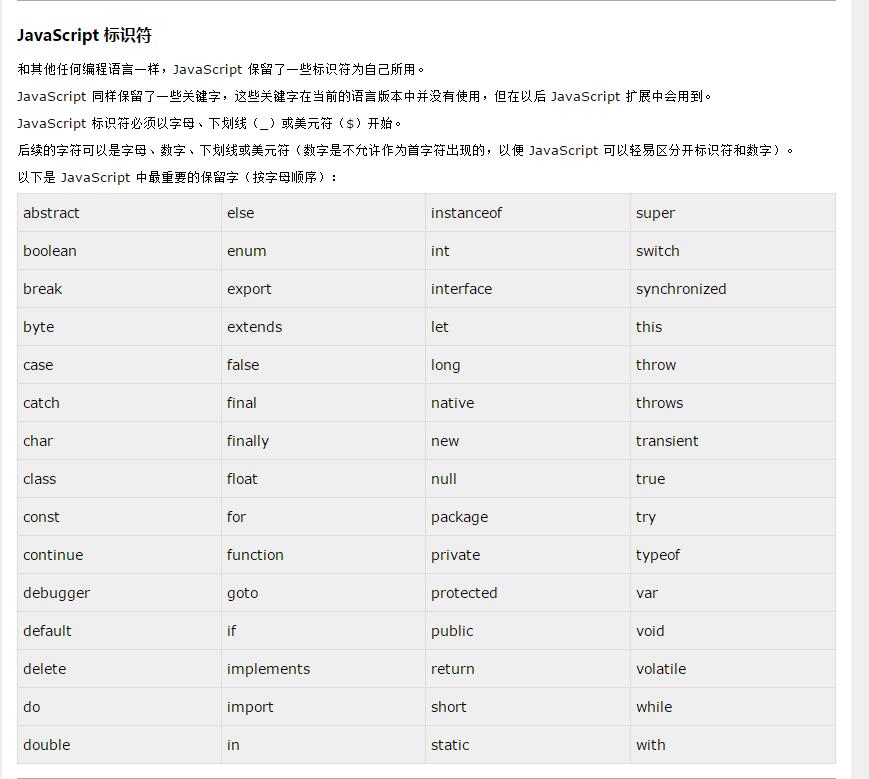 JavaScript 标识符
和其他任何编程语言一样，JavaScript 保留了一些标识符为自己所用。
JavaScript 同样保留了一些关键字，这些关键字在当前的语言版本中并没有使用，但在以后 JavaScript 扩展中会用到。
JavaScript 标识符必须以字母、下划线（_）或美元符（$）开始。
后续的字符可以是字母、数字、下划线或美元符（数字是不允许作为首字符出现的，以便 JavaScript 可以轻易区分开标识符和数字）。
以下是 JavaScript 中最重要的保留字（按字母顺序）：
abstract else instanceof super
boolean enum int switch
break export interface synchronized
byte extends let this
case false long throw
catch final native throws
char finally new transient
class float null true
const for package try
continue function private typeof
debugger goto protected var
default if public void
delete implements return volatile
do import short while
double in static with